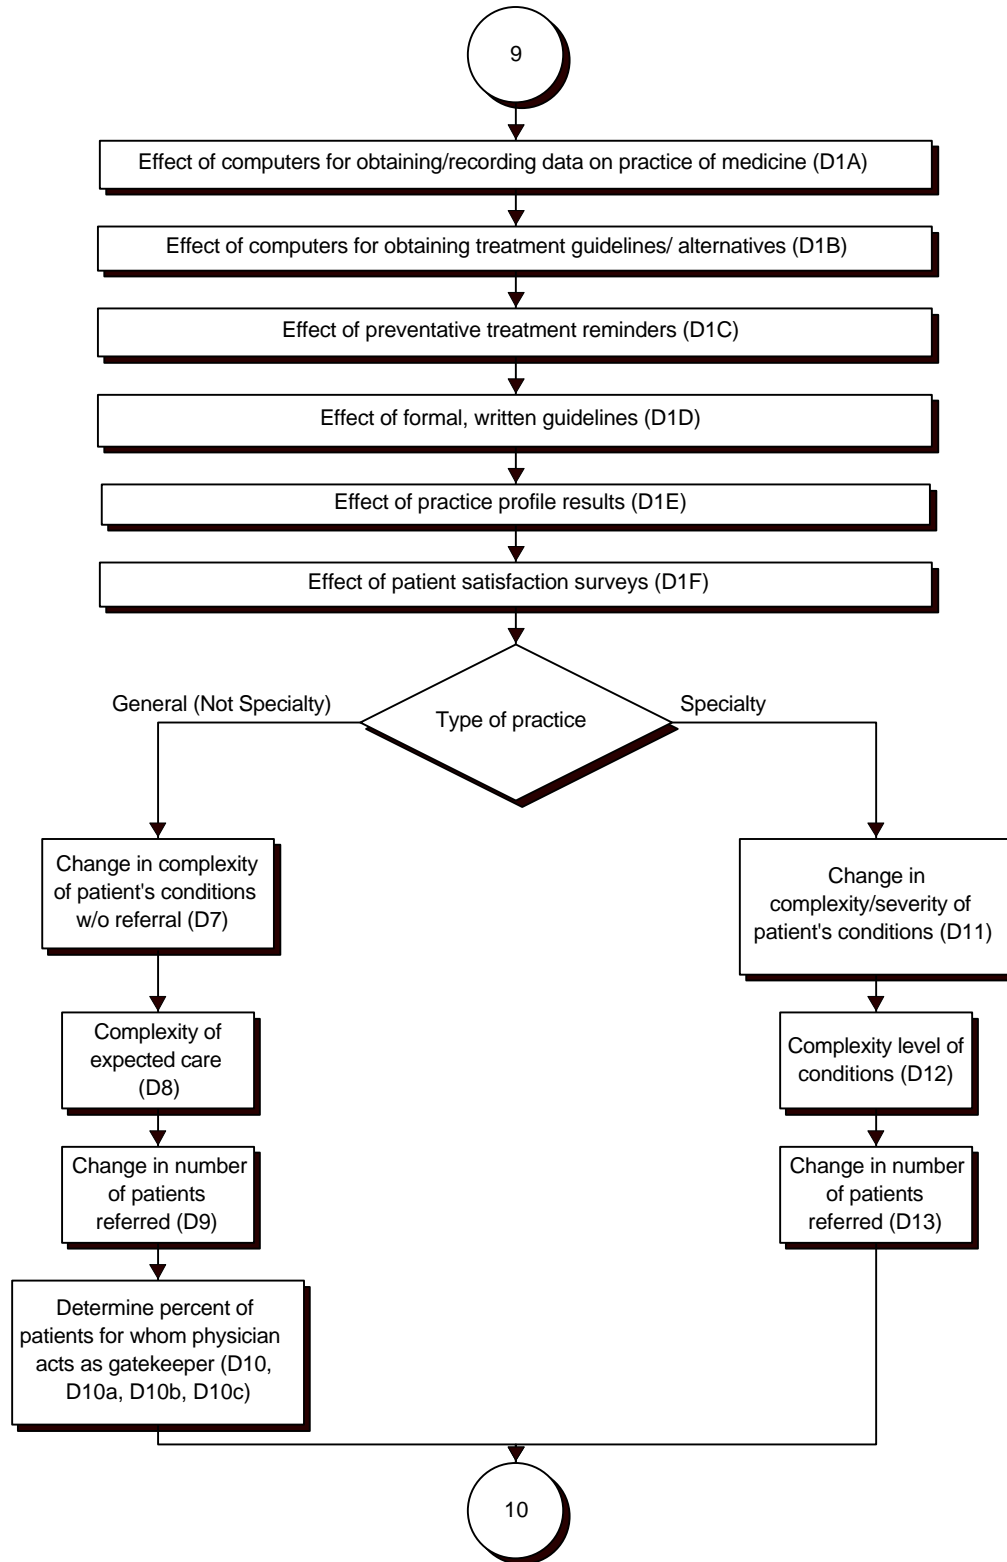 9
Effect of computers for obtaining/recording data on practice of medicine (D1A)
Effect of computers for obtaining treatment guidelines/ alternatives (D1B)
Effect of preventative treatment reminders (D1C)
Effect of formal, written guidelines (D1D)
Effect of practice profile results (D1E)
Effect of patient satisfaction surveys (D1F)
Type of practice
General (Not Specialty)
Specialty
Change in complexity
of patient's conditions
w/o referral (D7)
Complexity of
expected care
(D8)
Change in number
of patients
referred (D9)
Determine percent of
patients for whom physician
acts as gatekeeper (D10,
D10a, D10b, D10c)
Change in
complexity/severity of
patient's conditions (D11)
Complexity level of
conditions (D12)
Change in number
of patients
referred (D13)
10